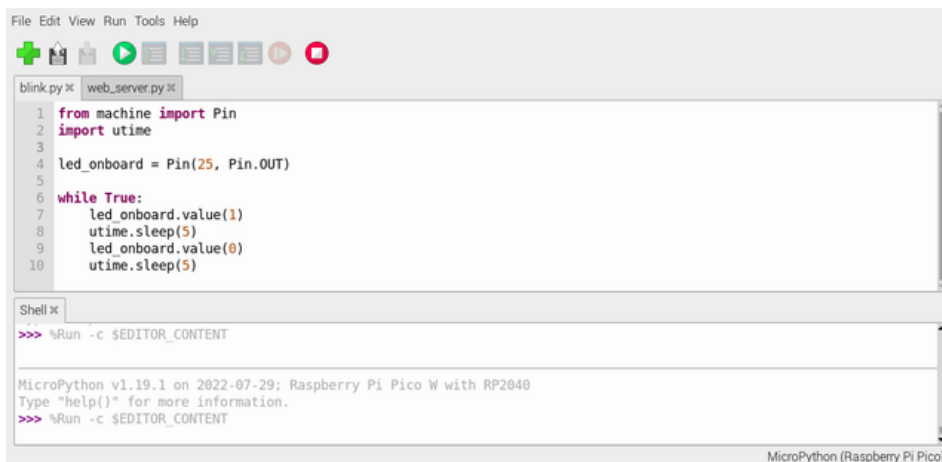 File Edit View Run Tools Help
blink.py web_server.py
1 from machine import Pin
2 import utime
3
4 led_onboard = Pin(25, Pin.OUT)
5
6 while True:
7     led_onboard.value(1)
8     utime.sleep(5)
9     led_onboard.value(0)
10     utime.sleep(5)
Shell
>>> %Run -c $EDITOR_CONTENT
MicroPython v1.19.1 on 2022-07-29; Raspberry Pi Pico W with RP2040
Type "help()" for more information.
>>> %Run -c $EDITOR_CONTENT
MicroPython (Raspberry Pi Pico